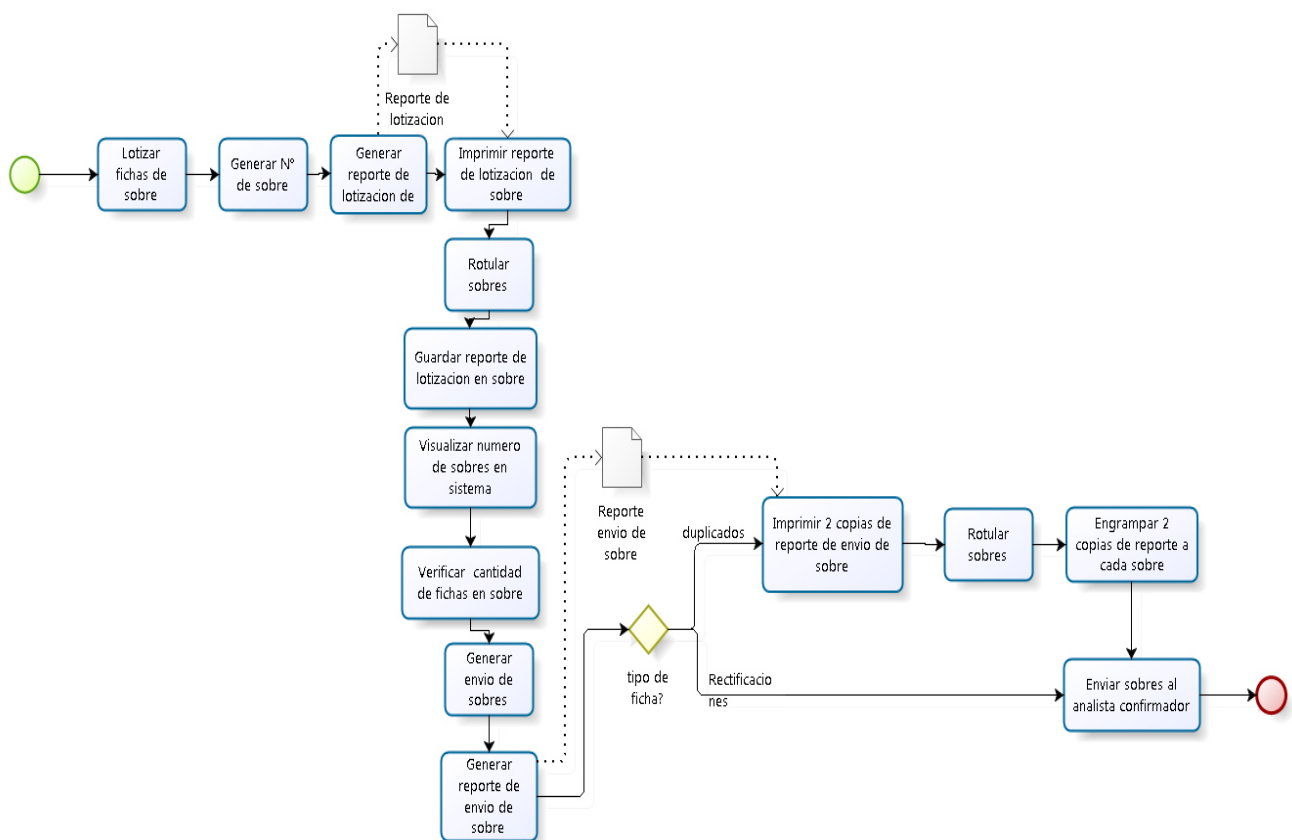 Reporte de
lotizacion
Lotizar
fichas de
sobre
Generar N°
de sobre
Generar
reporte de
lotizacion de
Imprimir reporte
de lotizacion de
sobre
Rotular
sobres
Guardar reporte de
lotizacion en sobre
Visualizar numero
de sobres en
sistema
Verificar cantidad
de fichas en sobre
Generar
envio de
sobres
Generar
reporte de
envio de
sobre
Reporte
envio de
sobre
tipo de
ficha?
duplicados
Rectificacio
nes
Imprimir 2 copias de
reporte de envio de
sobre
Rotular
sobres
Engrampar 2
copias de reporte a
cada sobre
Enviar sobres al
analista confirmador